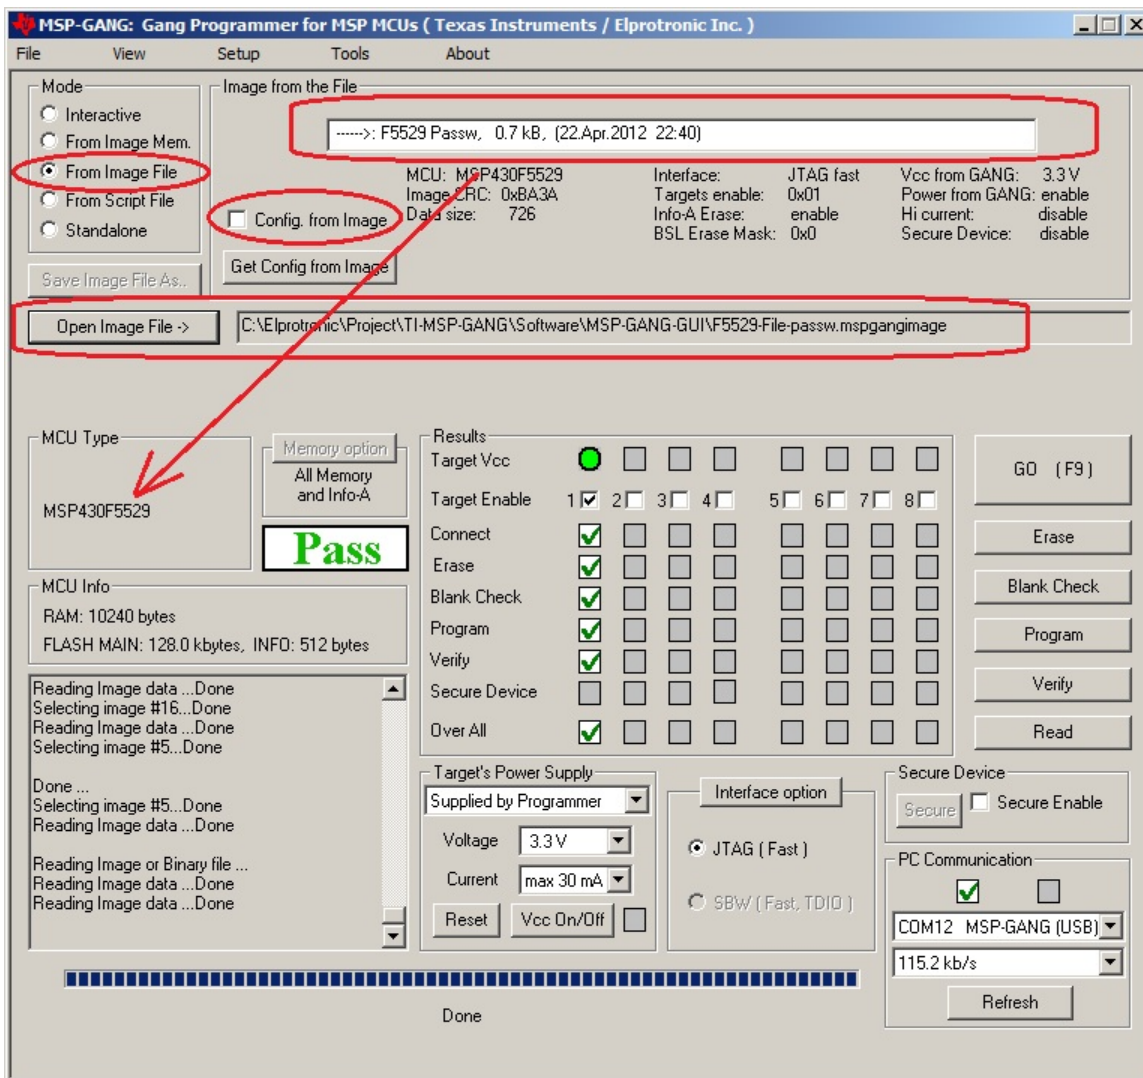 MSP-GANG: Gang Programmer for MSP MCUs ( Texas Instruments / Elprotronic Inc. )
File View Setup Tools About
Mode
Interactive
From Image Mem.
From Image File
From Script File
Standalone
Save Image File As..
Image from the File
------>: F5529 Passw, 0.7 kB, (22.Apr.2012 22:40)
Config. from Image
Get Config from Image
MCU: MSP430F5529
Image CRC: 0xBA3A
Data size: 726
Interface: JTAG fast
Targets enable: 0x01
Info-A Erase: enable
BSL Erase Mask: 0x0
Vcc from GANG: 3.3 V
Power from GANG: enable
Hi current: disable
Secure Device: disable
Open Image File ->
C:\Elprotronic\Project\TI-MSP-GANG\Software\MSP-GANG-GUI\F5529-File-passw.mspgangimage
MCU Type
MSP430F5529
Memory option
All Memory
and Info-A
Pass
MCU Info
RAM: 10240 bytes
FLASH MAIN: 128.0 kbytes, INFO: 512 bytes
Reading Image data ...Done
Selecting image #16...Done
Reading Image data ...Done
Selecting image #5...Done
Done ...
Selecting image #5...Done
Reading Image data ...Done
Reading Image or Binary file ...
Reading Image data ...Done
Reading Image data ...Done
Results
Target Vcc
Target Enable 1 2 3 4 5 6 7 8
Connect
Erase
Blank Check
Program
Verify
Secure Device
Over All
GO (F9)
Erase
Blank Check
Program
Verify
Read
Target's Power Supply
Supplied by Programmer
Voltage 3.3 V
Current max 30 mA
Reset Vcc On/Off
Interface option
JTAG ( Fast )
SBW ( Fast, TDIO )
Secure Device
Secure Secure Enable
PC Communication
COM12 MSP-GANG (USB)
115.2 kb/s
Refresh
Done